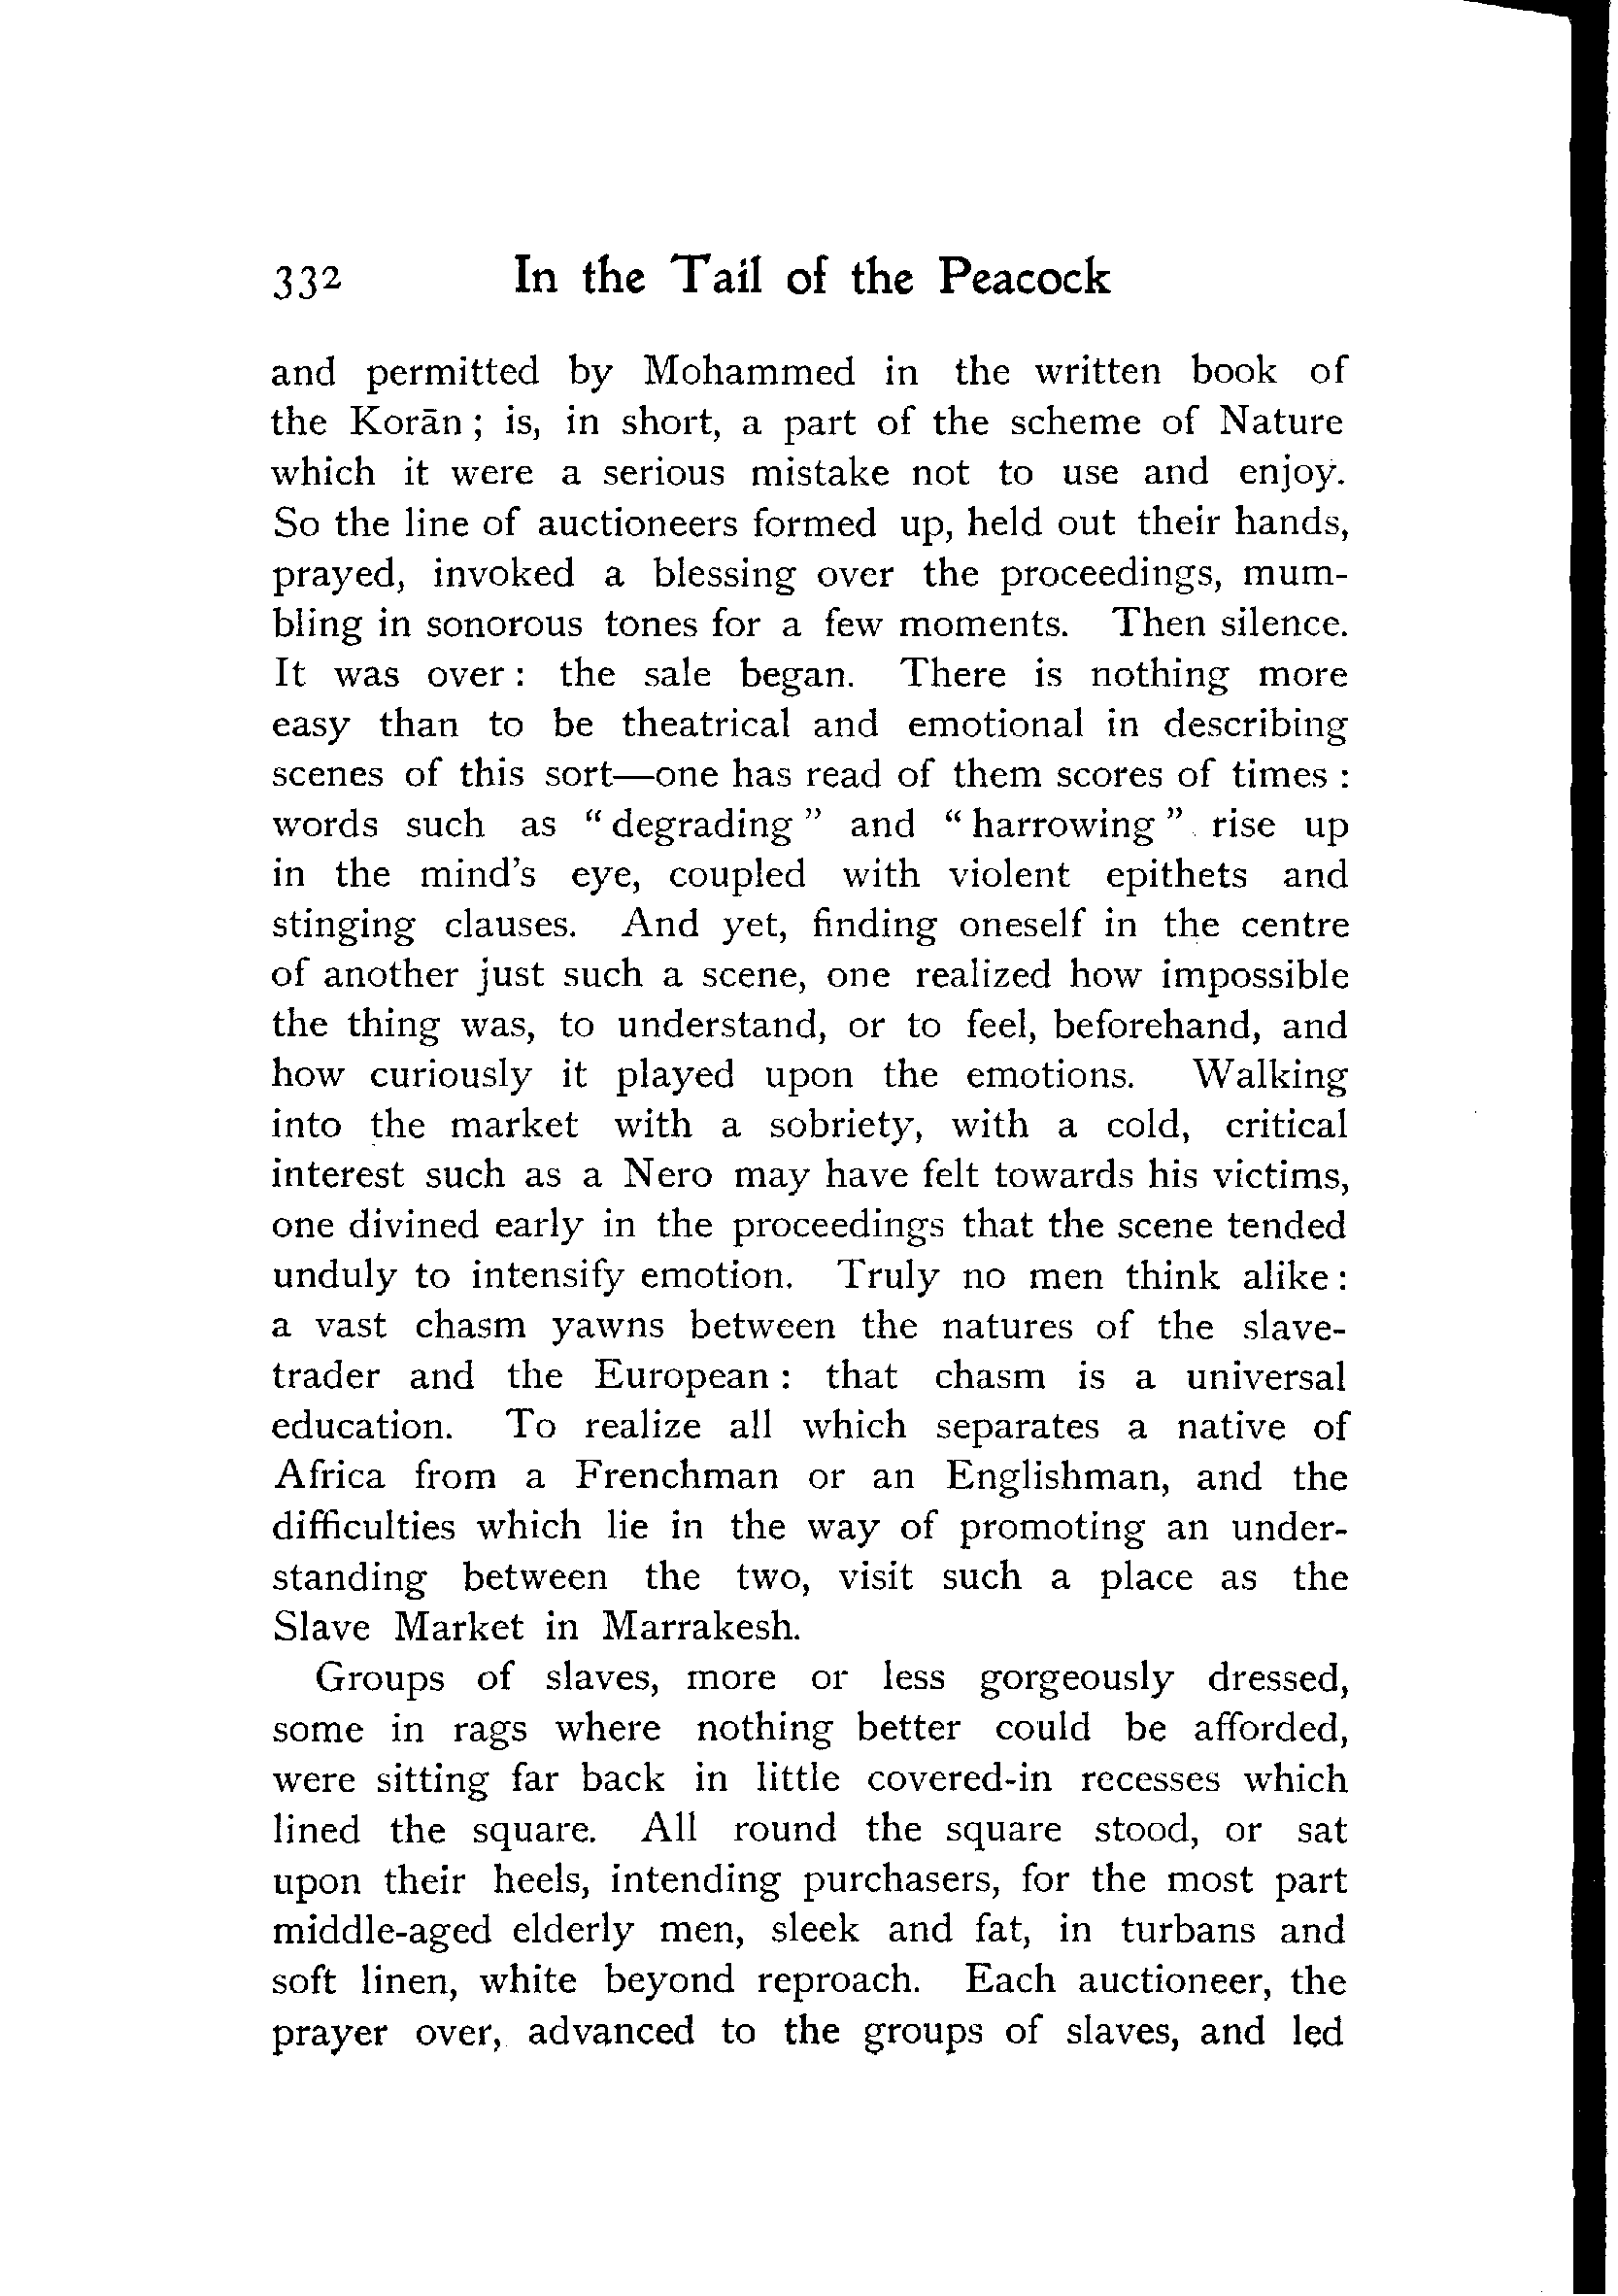 332 In the Tail of the Peacock
and permitted by Mohammed in the written book of
the Korān ; is, in short, a part of the scheme of Nature
which it were a serious mistake not to use and enjoy.
So the line of auctioneers formed up, held out their hands,
prayed, invoked a blessing over the proceedings, mum-
bling in sonorous tones for a few moments. Then silence.
It was over : the sale began. There is nothing more
easy than to be theatrical and emotional in describing
scenes of this sort—one has read of them scores of times :
words such as " degrading " and " harrowing " rise up
in the mind's eye, coupled with violent epithets and
stinging clauses. And yet, finding oneself in the centre
of another just such a scene, one realized how impossible
the thing was, to understand, or to feel, beforehand, and
how curiously it played upon the emotions. Walking
into the market with a sobriety, with a cold, critical
interest such as a Nero may have felt towards his victims,
one divined early in the proceedings that the scene tended
unduly to intensify emotion. Truly no men think alike :
a vast chasm yawns between the natures of the slave-
trader and the European : that chasm is a universal
education. To realize all which separates a native of
Africa from a Frenchman or an Englishman, and the
difficulties which lie in the way of promoting an under-
standing between the two, visit such a place as the
Slave Market in Marrakesh.
Groups of slaves, more or less gorgeously dressed,
some in rags where nothing better could be afforded,
were sitting far back in little covered-in recesses which
lined the square. All round the square stood, or sat
upon their heels, intending purchasers, for the most part
middle-aged elderly men, sleek and fat, in turbans and
soft linen, white beyond reproach. Each auctioneer, the
prayer over, advanced to the groups of slaves, and led